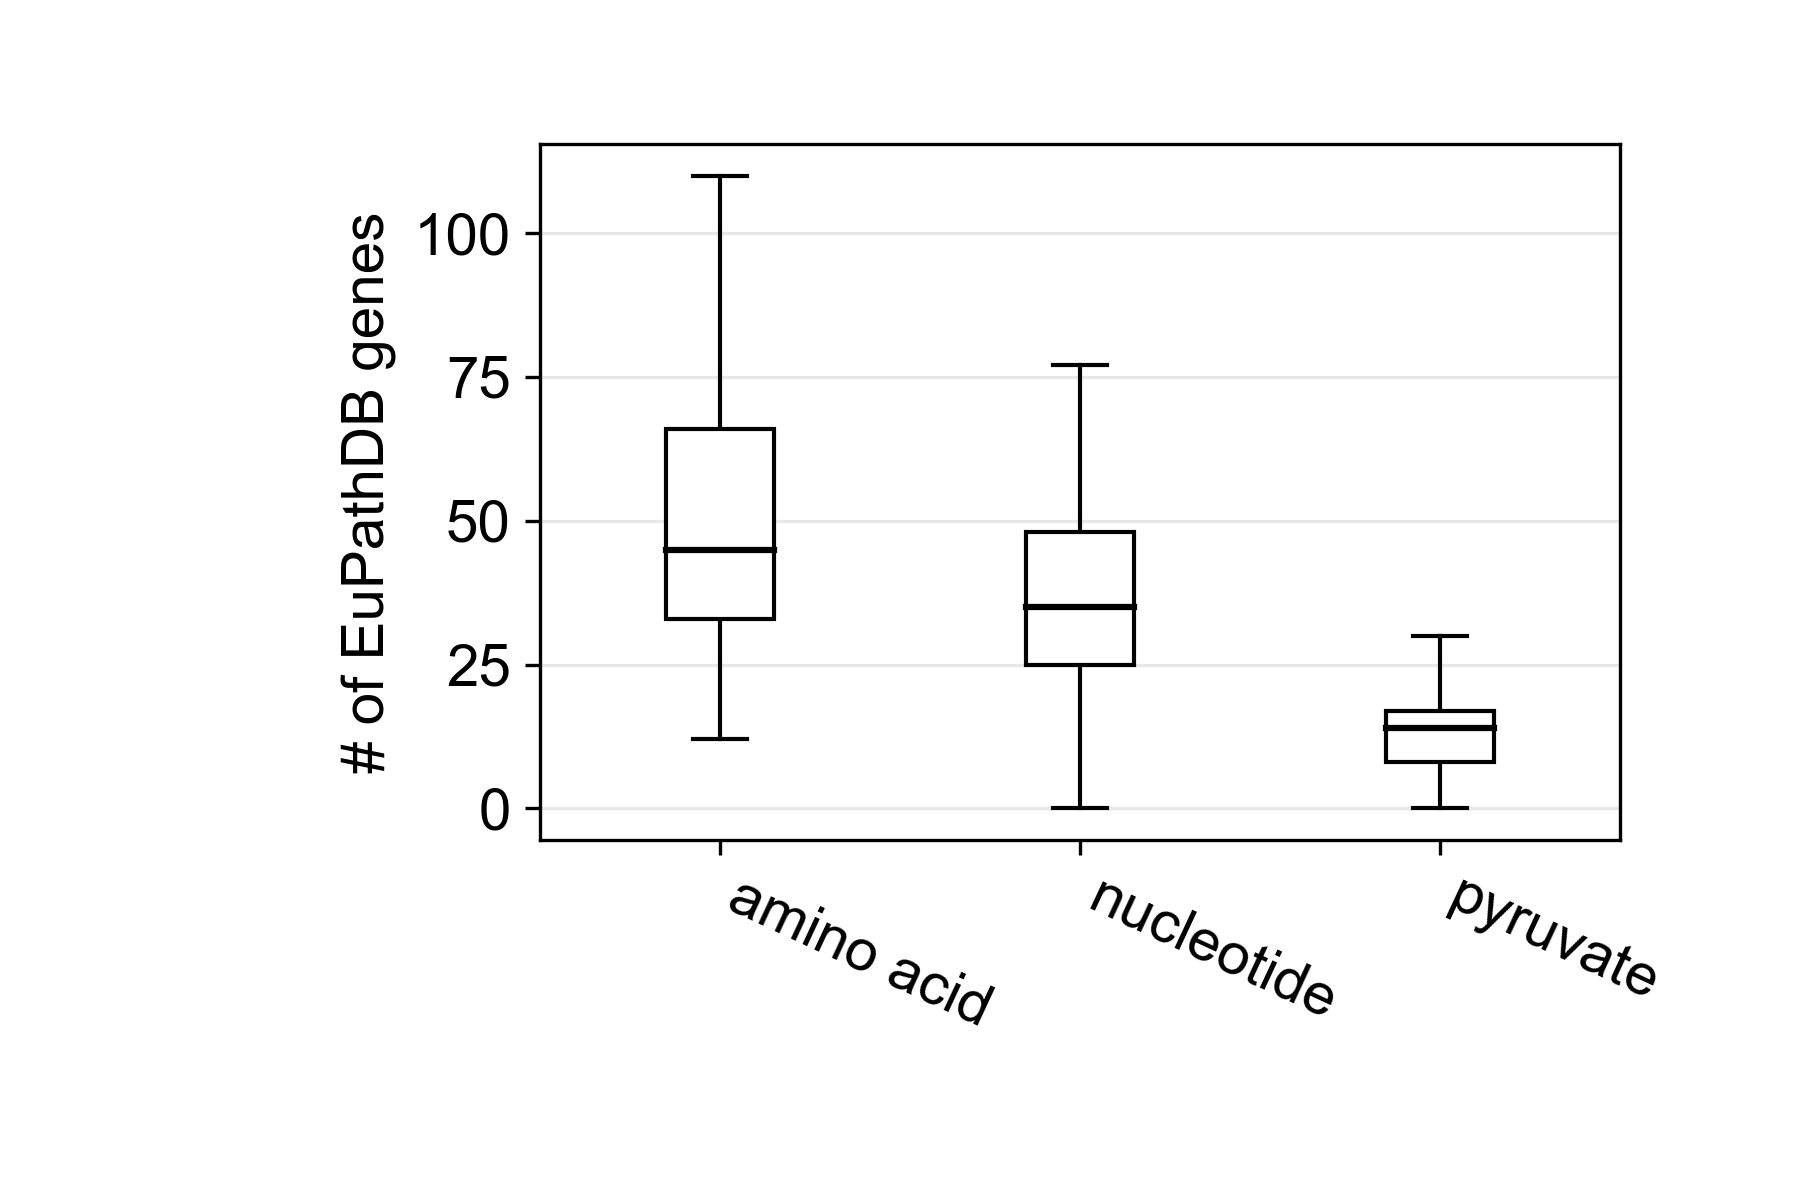 # of EuPathDB genes
100
75
50
25
0
amino acid
nucleotide
pyruvate